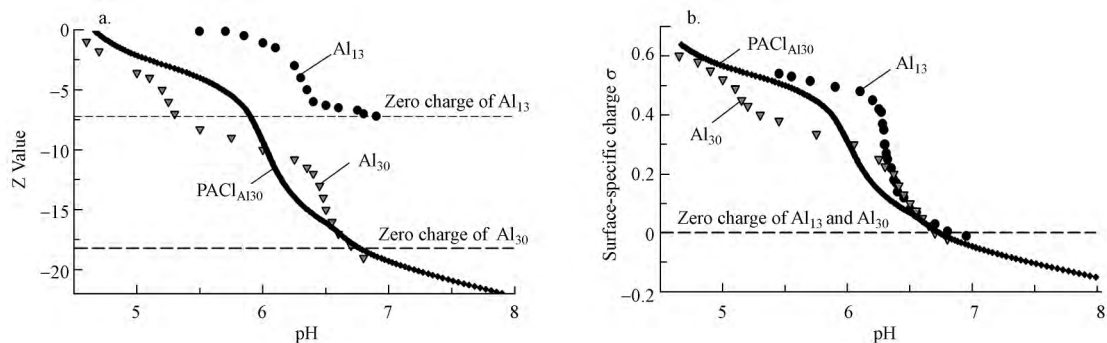 a.
0
−5
−10
−15
−20
Z Value
Al13
Zero charge of Al13
Al30
PAClAl30
Zero charge of Al30
5
6
7
8
pH
b.
0.6
0.4
0.2
0
−0.2
Surface-specific charge σ
PAClAl30
Al13
Al30
Zero charge of Al13 and Al30
5
6
7
8
pH